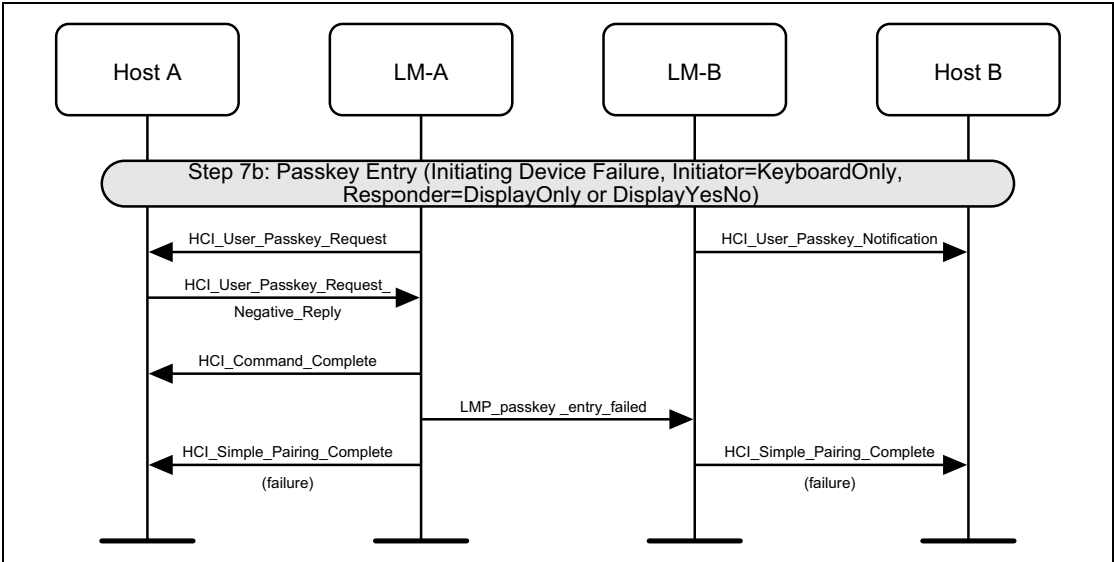 Host A
LM-A
LM-B
Host B
Step 7b: Passkey Entry (Initiating Device Failure, Initiator=KeyboardOnly,
Responder=DisplayOnly or DisplayYesNo)
HCI_User_Passkey_Request
HCI_User_Passkey_Notification
HCI_User_Passkey_Request_
Negative_Reply
HCI_Command_Complete
LMP_passkey _entry_failed
HCI_Simple_Pairing_Complete
(failure)
HCI_Simple_Pairing_Complete
(failure)